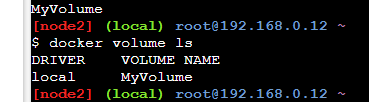 MyVolume
[node2] (local) root@192.168.0.12 ~
$ docker volume ls
DRIVER    VOLUME NAME
local     MyVolume
[node2] (local) root@192.168.0.12 ~